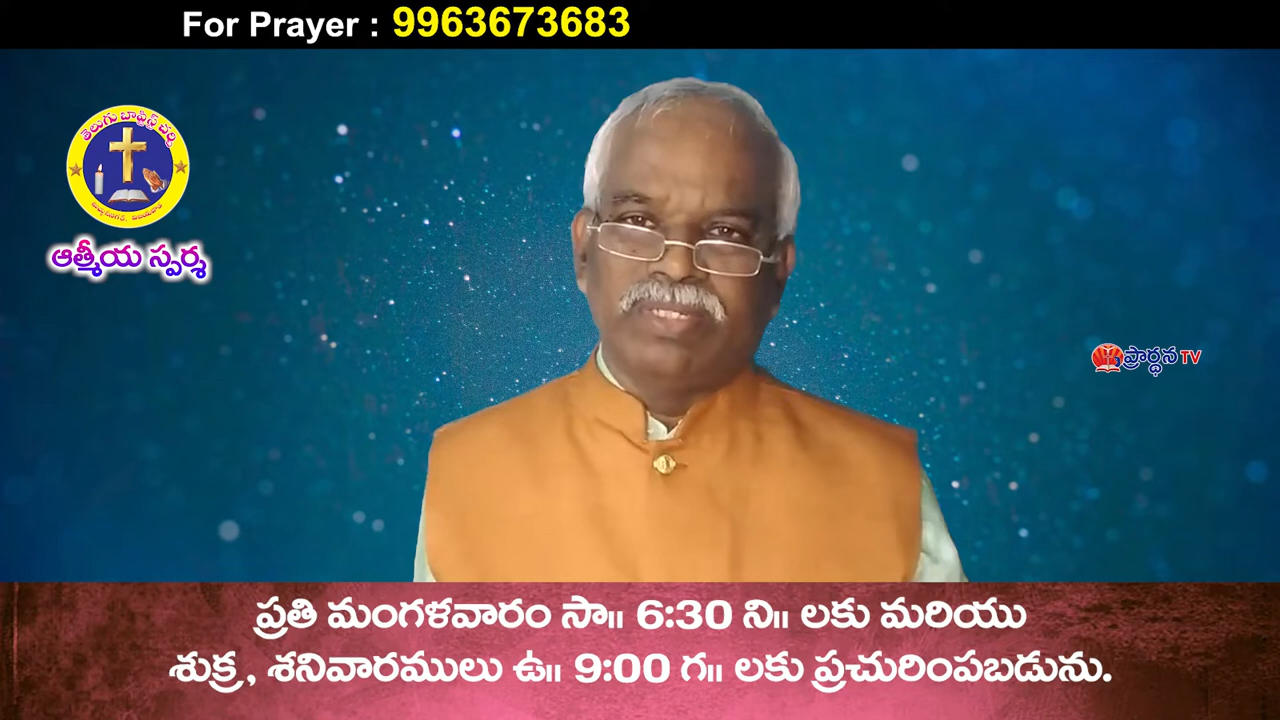 For Prayer : 9963673683
తెలుగు బాప్టిస్ట్ చర్చి
ఆత్మీయ స్పర్శ
ప్రార్థన TV
ప్రతి మంగళవారం సా॥ 6:30 ని॥ లకు మరియు
శుక్ర, శనివారములు ఉ॥ 9:00 గ॥ లకు ప్రచురింపబడును.